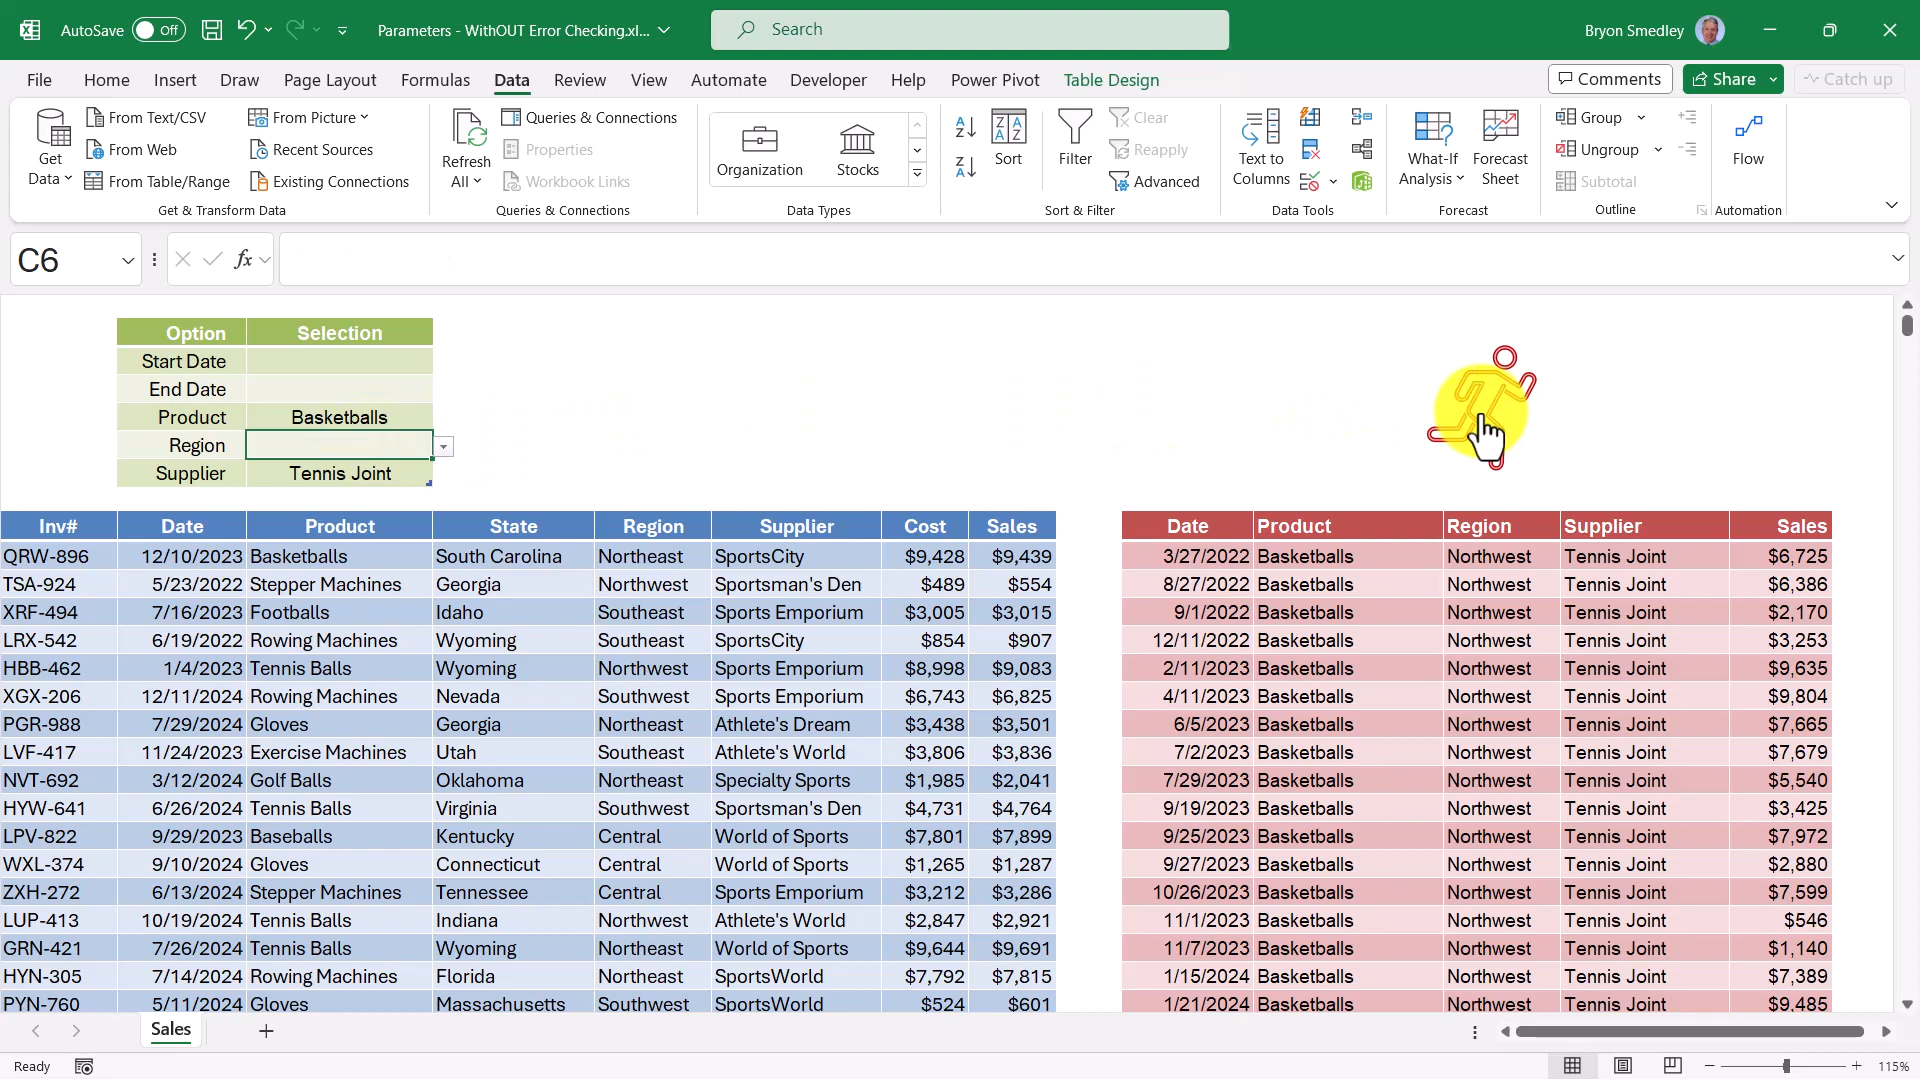 AutoSave Off Parameters - WithOUT Error Checking.xl... Search Bryon Smedley
File Home Insert Draw Page Layout Formulas Data Review View Automate Developer Help Power Pivot Table Design Comments Share Catch up
Get Data
From Text/CSV
From Web
From Table/Range
From Picture
Recent Sources
Existing Connections
Get & Transform Data
Refresh All
Queries & Connections
Properties
Workbook Links
Queries & Connections
Organization
Stocks
Data Types
Sort
Filter
Clear
Reapply
Advanced
Sort & Filter
Text to Columns
Data Tools
What-If Analysis
Forecast Sheet
Forecast
Group
Ungroup
Subtotal
Outline
Flow
Automation
C6 fx
Option Selection
Start Date
End Date
Product Basketballs
Region
Supplier Tennis Joint
Inv# Date Product State Region Supplier Cost Sales
QRW-896 12/10/2023 Basketballs South Carolina Northeast SportsCity $9,428 $9,439
TSA-924 5/23/2022 Stepper Machines Georgia Northwest Sportsman's Den $489 $554
XRF-494 7/16/2023 Footballs Idaho Southeast Sports Emporium $3,005 $3,015
LRX-542 6/19/2022 Rowing Machines Wyoming Southeast SportsCity $854 $907
HBB-462 1/4/2023 Tennis Balls Wyoming Northwest Sports Emporium $8,998 $9,083
XGX-206 12/11/2024 Rowing Machines Nevada Southwest Sports Emporium $6,743 $6,825
PGR-988 7/29/2024 Gloves Georgia Northeast Athlete's Dream $3,438 $3,501
LVF-417 11/24/2023 Exercise Machines Utah Southeast Athlete's World $3,806 $3,836
NVT-692 3/12/2024 Golf Balls Oklahoma Northeast Specialty Sports $1,985 $2,041
HYW-641 6/26/2024 Tennis Balls Virginia Southwest Sportsman's Den $4,731 $4,764
LPV-822 9/29/2023 Baseballs Kentucky Central World of Sports $7,801 $7,899
WXL-374 9/10/2024 Gloves Connecticut Central World of Sports $1,265 $1,287
ZXH-272 6/13/2024 Stepper Machines Tennessee Central Sports Emporium $3,212 $3,286
LUP-413 10/19/2024 Tennis Balls Indiana Northwest Athlete's World $2,847 $2,921
GRN-421 7/26/2024 Tennis Balls Wyoming Northeast World of Sports $9,644 $9,691
HYN-305 7/14/2024 Rowing Machines Florida Northeast SportsWorld $7,792 $7,815
PYN-760 5/11/2024 Gloves Massachusetts Southwest SportsWorld $524 $601
Date Product Region Supplier Sales
3/27/2022 Basketballs Northwest Tennis Joint $6,725
8/27/2022 Basketballs Northwest Tennis Joint $6,386
9/1/2022 Basketballs Northwest Tennis Joint $2,170
12/11/2022 Basketballs Northwest Tennis Joint $3,253
2/11/2023 Basketballs Northwest Tennis Joint $9,635
4/11/2023 Basketballs Northwest Tennis Joint $9,804
6/5/2023 Basketballs Northwest Tennis Joint $7,665
7/2/2023 Basketballs Northwest Tennis Joint $7,679
7/29/2023 Basketballs Northwest Tennis Joint $5,540
9/19/2023 Basketballs Northwest Tennis Joint $3,425
9/25/2023 Basketballs Northwest Tennis Joint $7,972
9/27/2023 Basketballs Northwest Tennis Joint $2,880
10/26/2023 Basketballs Northwest Tennis Joint $7,599
11/1/2023 Basketballs Northwest Tennis Joint $546
11/7/2023 Basketballs Northwest Tennis Joint $1,140
1/15/2024 Basketballs Northwest Tennis Joint $7,389
1/21/2024 Basketballs Northwest Tennis Joint $9,485
Sales
Ready 115%